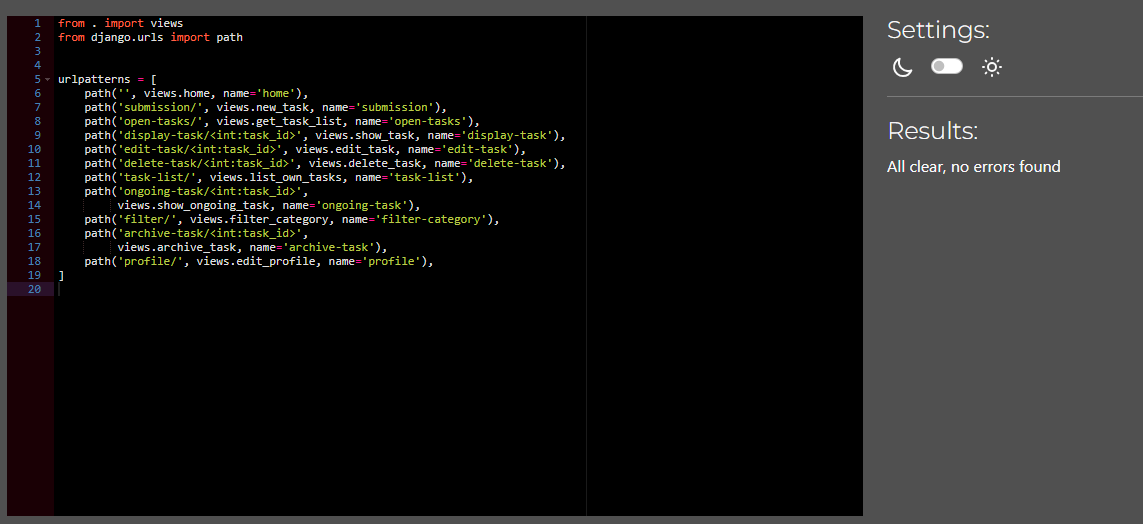 1 from . import views
2 from django.urls import path
3
4
5 urlpatterns = [
6     path('', views.home, name='home'),
7     path('submission/', views.new_task, name='submission'),
8     path('open-tasks/', views.get_task_list, name='open-tasks'),
9     path('display-task/<int:task_id>', views.show_task, name='display-task'),
10     path('edit-task/<int:task_id>', views.edit_task, name='edit-task'),
11     path('delete-task/<int:task_id>', views.delete_task, name='delete-task'),
12     path('task-list/', views.list_own_tasks, name='task-list'),
13     path('ongoing-task/<int:task_id>',
14          views.show_ongoing_task, name='ongoing-task'),
15     path('filter/', views.filter_category, name='filter-category'),
16     path('archive-task/<int:task_id>',
17          views.archive_task, name='archive-task'),
18     path('profile/', views.edit_profile, name='profile'),
19 ]
20
Settings:
Results:
All clear, no errors found